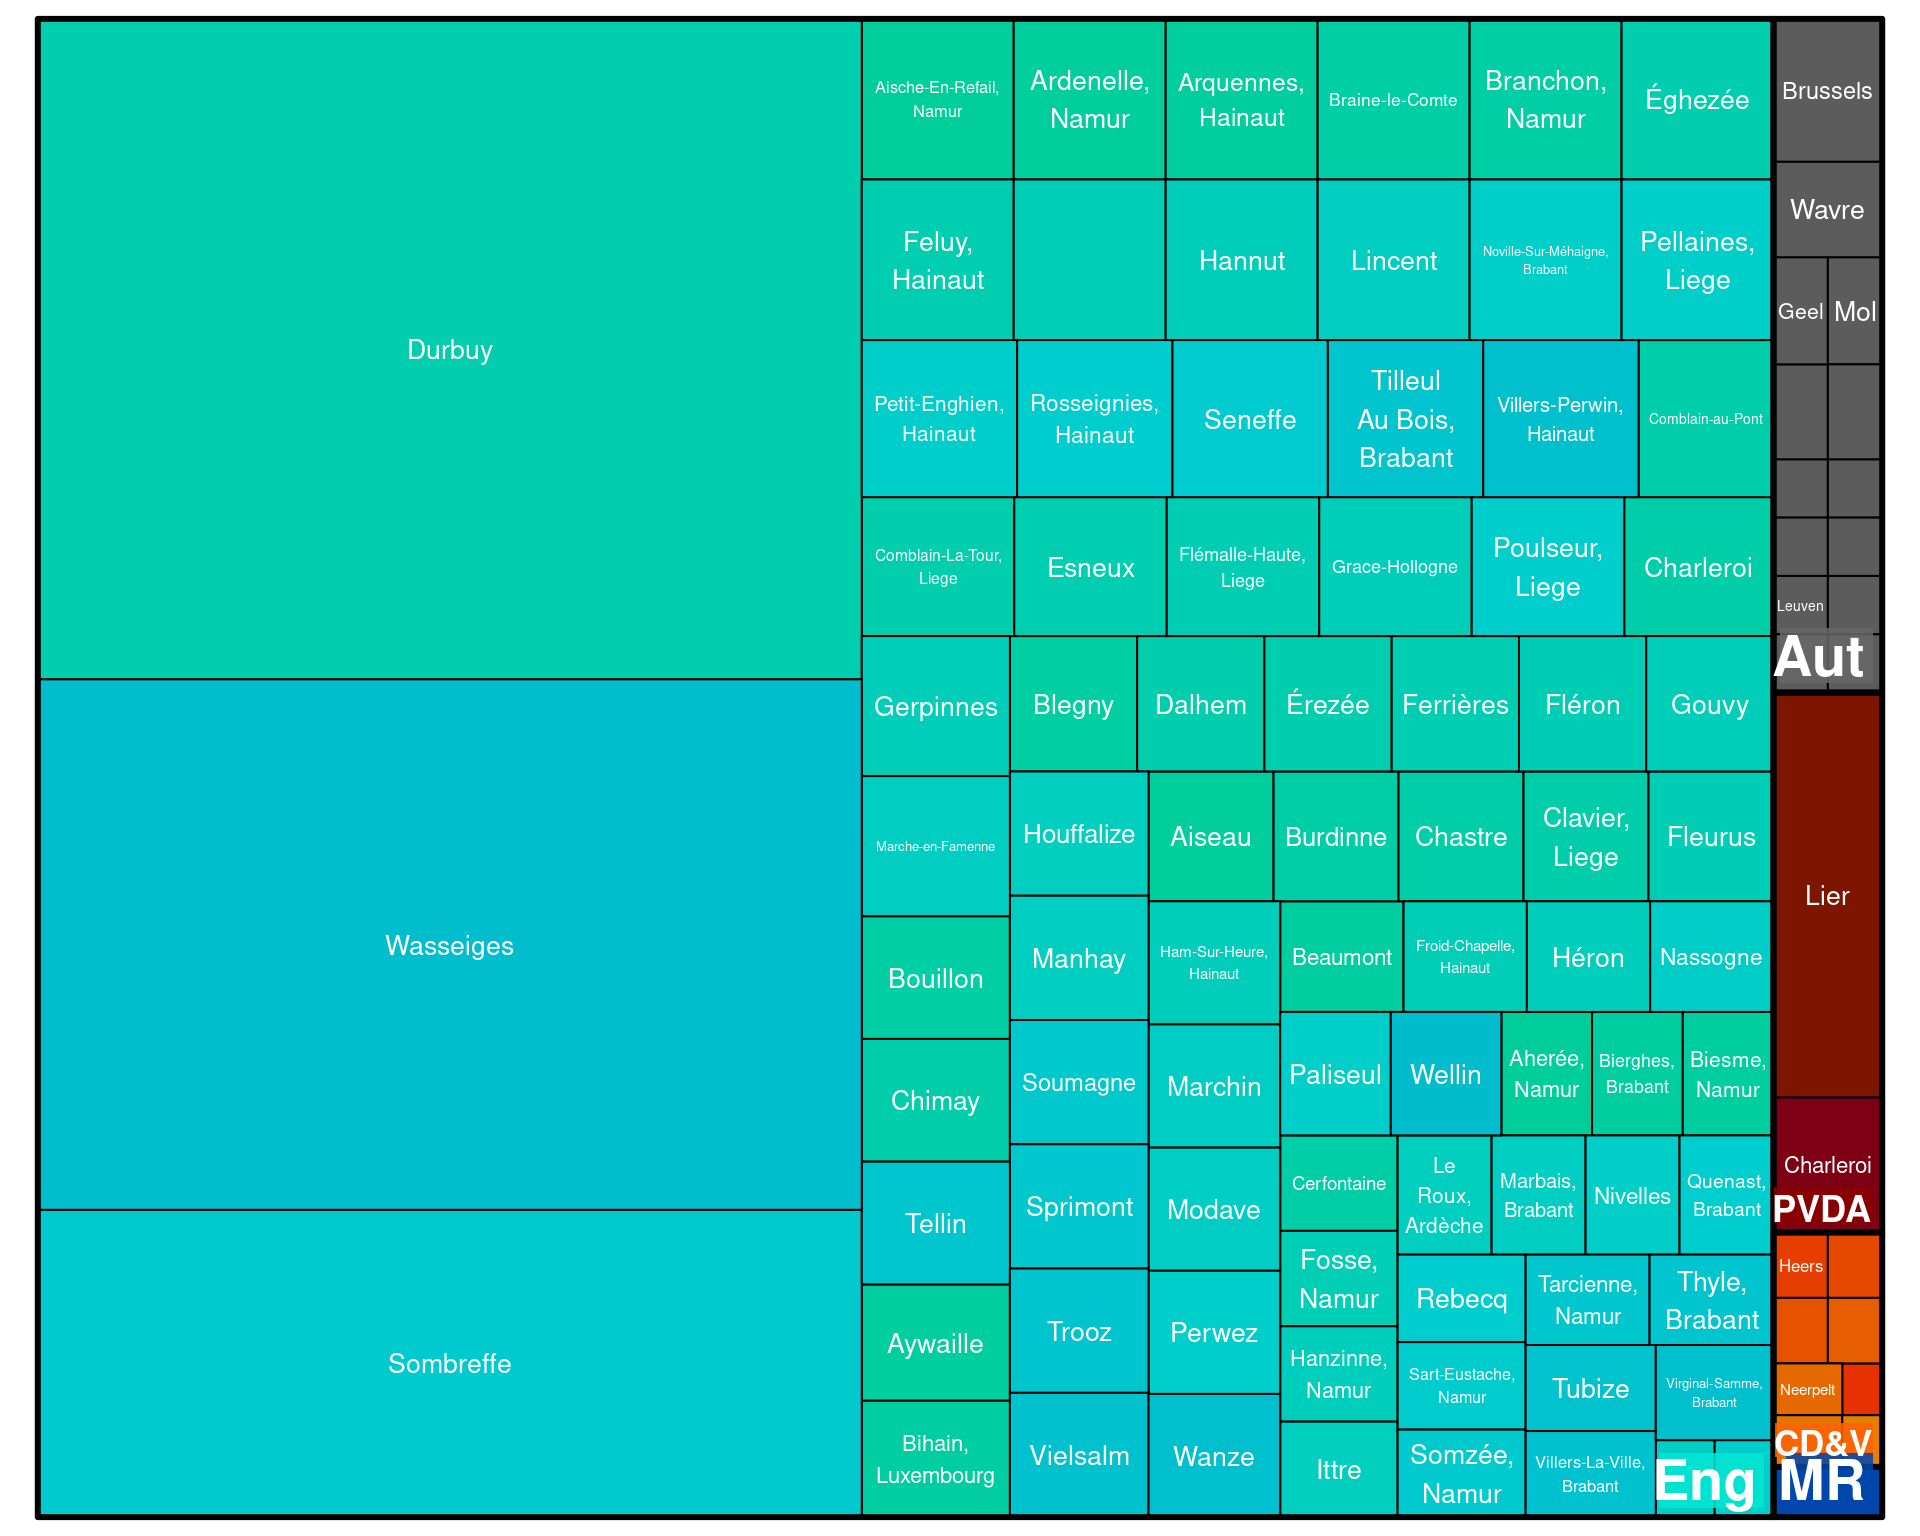 Durbuy
Wasseiges
Sombreffe
Aische-En-Refail,
Namur
Ardenelle,
Namur
Arquennes,
Hainaut
Braine-le-Comte
Branchon,
Namur
Éghezée
Feluy,
Hainaut
Hannut
Lincent
Noville-Sur-Méhaigne,
Brabant
Pellaines,
Liege
Petit-Enghien,
Hainaut
Rosseignies,
Hainaut
Seneffe
Tilleul
Au Bois,
Brabant
Villers-Perwin,
Hainaut
Comblain-au-Pont
Comblain-La-Tour,
Liege
Esneux
Flémalle-Haute,
Liege
Grace-Hollogne
Poulseur,
Liege
Charleroi
Gerpinnes
Blegny
Dalhem
Érezée
Ferrières
Fléron
Gouvy
Marche-en-Famenne
Houffalize
Aiseau
Burdinne
Chastre
Clavier,
Liege
Fleurus
Bouillon
Manhay
Ham-Sur-Heure,
Hainaut
Beaumont
Froid-Chapelle,
Hainaut
Héron
Nassogne
Chimay
Soumagne
Marchin
Paliseul
Wellin
Aherée,
Namur
Bierghes,
Brabant
Biesme,
Namur
Tellin
Sprimont
Modave
Cerfontaine
Le
Roux,
Ardèche
Marbais,
Brabant
Nivelles
Quenast,
Brabant
Aywaille
Trooz
Perwez
Fosse,
Namur
Rebecq
Tarcienne,
Namur
Thyle,
Brabant
Hanzinne,
Namur
Sart-Eustache,
Namur
Tubize
Virginal-Samme,
Brabant
Bihain,
Luxembourg
Vielsalm
Wanze
Ittre
Somzée,
Namur
Villers-La-Ville,
Brabant
Eng
Brussels
Wavre
Geel
Mol
Leuven
Aut
Lier
Charleroi
PVDA
Heers
Neerpelt
CD&V
MR